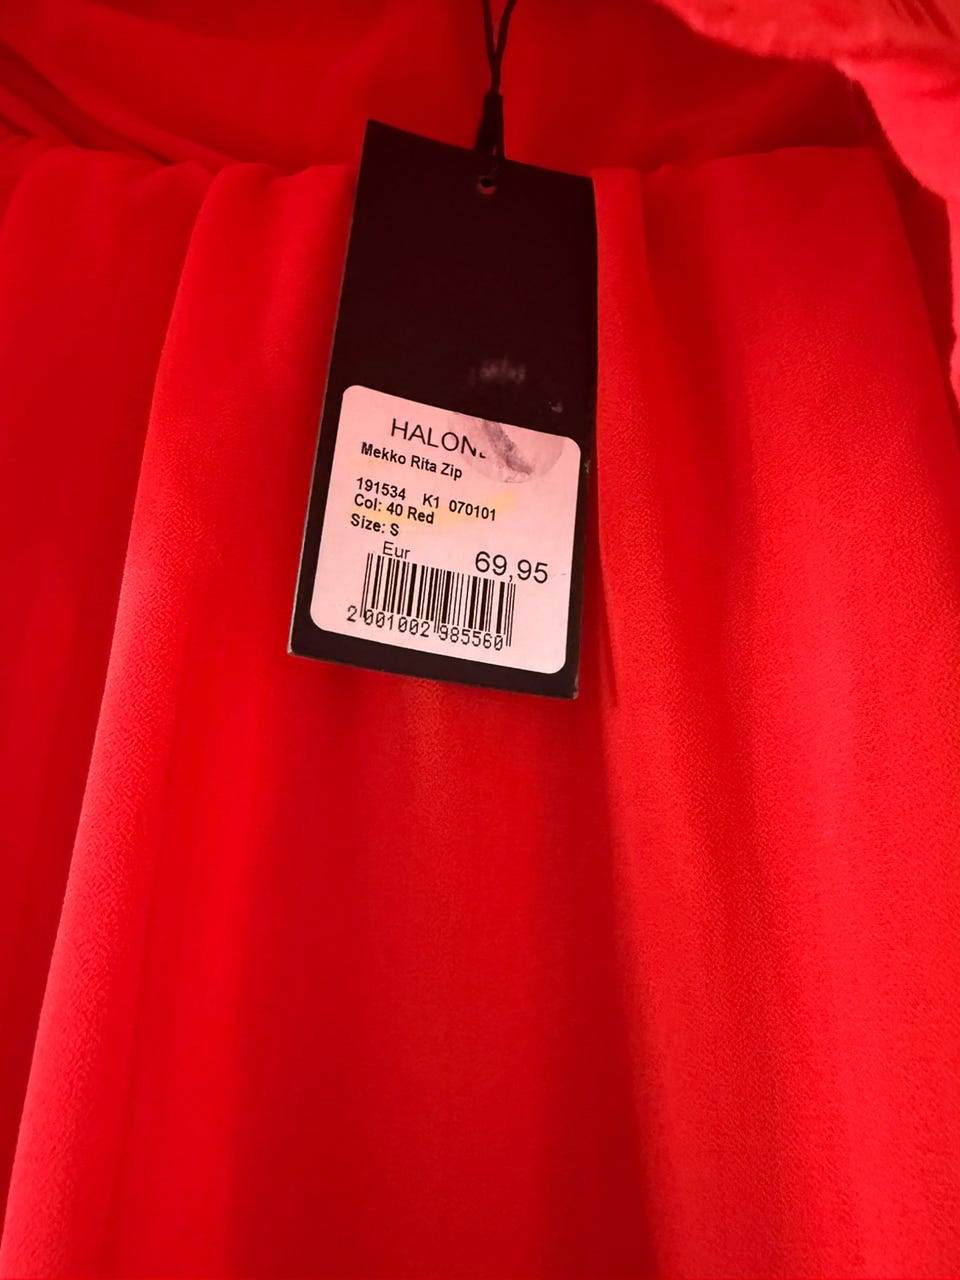 HALON
Mekko Rita Zip
191534 K1 070101
Col: 40 Red
Size: S
Eur 69,95
2 001002 985560